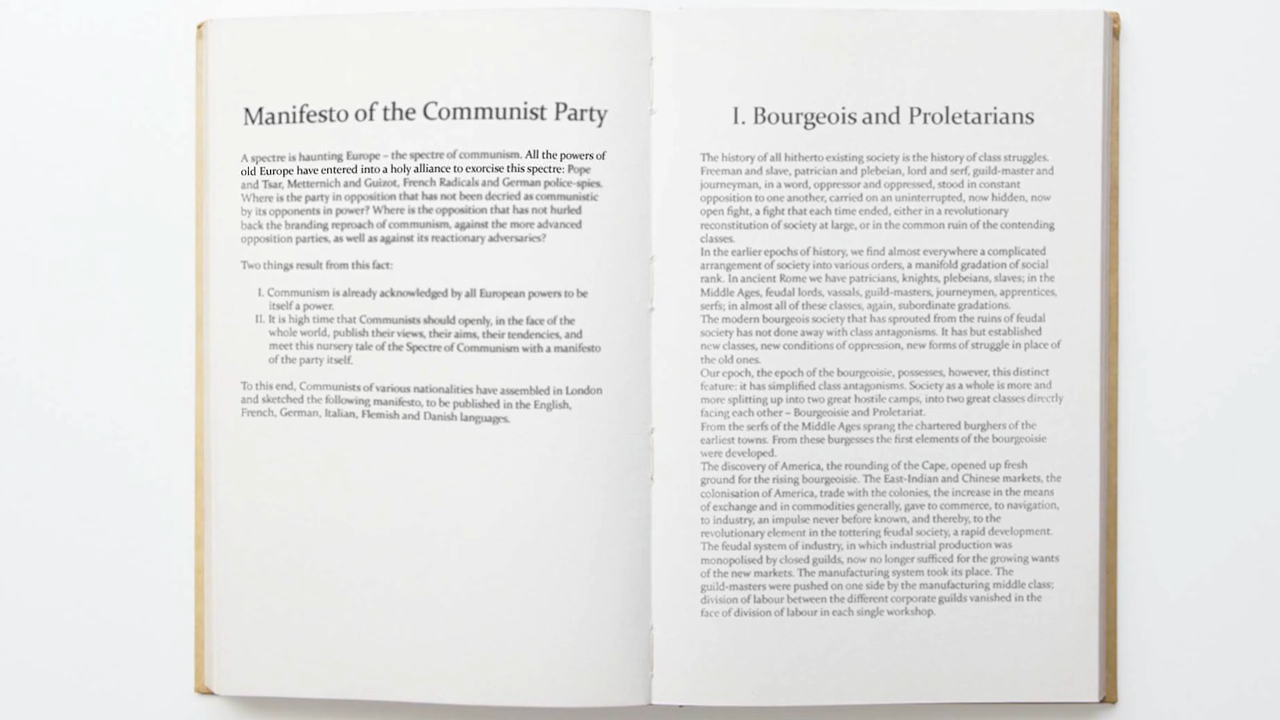 Manifesto of the Communist Party
A spectre is haunting Europe – the spectre of communism. All the powers of
old Europe have entered into a holy alliance to exorcise this spectre: Pope
and Tsar, Metternich and Guizot, French Radicals and German police-spies.
Where is the party in opposition that has not been decried as communistic
by its opponents in power? Where is the opposition that has not hurled
back the branding reproach of communism, against the more advanced
opposition parties, as well as against its reactionary adversaries?
Two things result from this fact:
I. Communism is already acknowledged by all European powers to be
itself a power.
II. It is high time that Communists should openly, in the face of the
whole world, publish their views, their aims, their tendencies, and
meet this nursery tale of the Spectre of Communism with a manifesto
of the party itself.
To this end, Communists of various nationalities have assembled in London
and sketched the following manifesto, to be published in the English,
French, German, Italian, Flemish and Danish languages.
I. Bourgeois and Proletarians
The history of all hitherto existing society is the history of class struggles.
Freeman and slave, patrician and plebeian, lord and serf, guild-master and
journeyman, in a word, oppressor and oppressed, stood in constant
opposition to one another, carried on an uninterrupted, now hidden, now
open fight, a fight that each time ended, either in a revolutionary
reconstitution of society at large, or in the common ruin of the contending
classes.
In the earlier epochs of history, we find almost everywhere a complicated
arrangement of society into various orders, a manifold gradation of social
rank. In ancient Rome we have patricians, knights, plebeians, slaves; in the
Middle Ages, feudal lords, vassals, guild-masters, journeymen, apprentices,
serfs; in almost all of these classes, again, subordinate gradations.
The modern bourgeois society that has sprouted from the ruins of feudal
society has not done away with class antagonisms. It has but established
new classes, new conditions of oppression, new forms of struggle in place of
the old ones.
Our epoch, the epoch of the bourgeoisie, possesses, however, this distinct
feature: it has simplified class antagonisms. Society as a whole is more and
more splitting up into two great hostile camps, into two great classes directly
facing each other – Bourgeoisie and Proletariat.
From the serfs of the Middle Ages sprang the chartered burghers of the
earliest towns. From these burgesses the first elements of the bourgeoisie
were developed.
The discovery of America, the rounding of the Cape, opened up fresh
ground for the rising bourgeoisie. The East-Indian and Chinese markets, the
colonisation of America, trade with the colonies, the increase in the means
of exchange and in commodities generally, gave to commerce, to navigation,
to industry, an impulse never before known, and thereby, to the
revolutionary element in the tottering feudal society, a rapid development.
The feudal system of industry, in which industrial production was
monopolised by closed guilds, now no longer sufficed for the growing wants
of the new markets. The manufacturing system took its place. The
guild-masters were pushed on one side by the manufacturing middle class;
division of labour between the different corporate guilds vanished in the
face of division of labour in each single workshop.